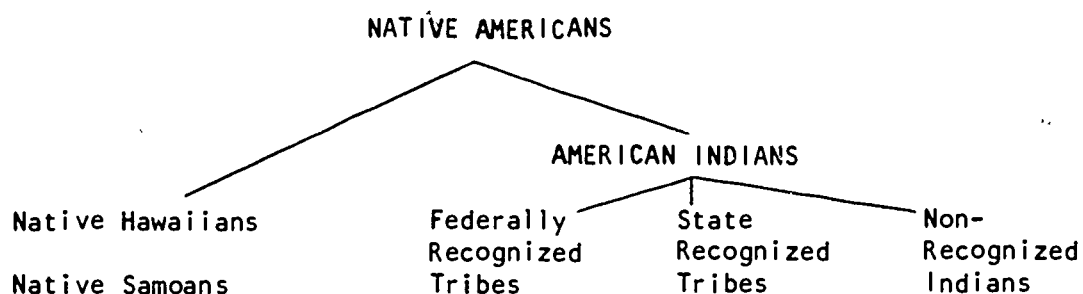 NATIVE AMERICANS
AMERICAN INDIANS
Native Hawaiians
Native Samoans
Federally
Recognized
Tribes
State
Recognized
Tribes
Non-
Recognized
Indians